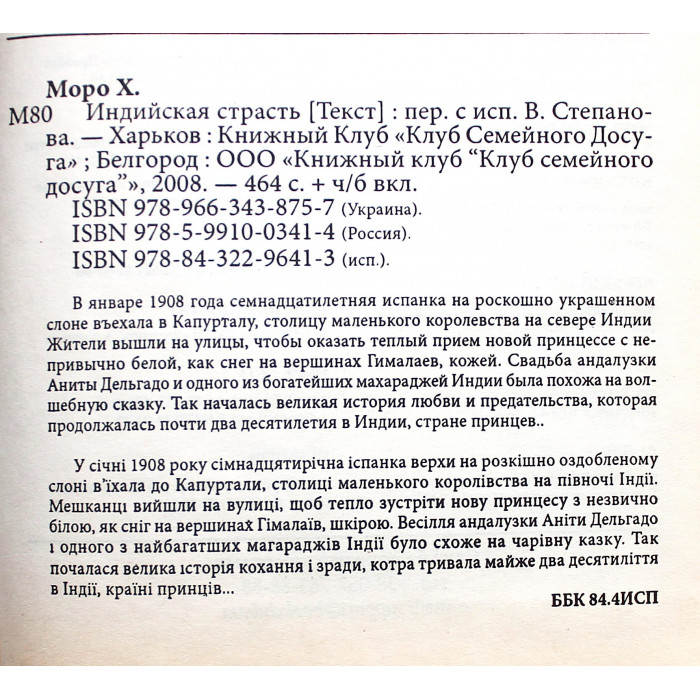 Моро Х.
М80 Индийская страсть [Текст] : пер. с исп. В. Степано-
ва. — Харьков : Книжный Клуб «Клуб Семейного Досу-
га» ; Белгород : ООО «Книжный клуб “Клуб семейного
досуга”», 2008. — 464 с. + ч/б вкл.
ISBN 978-966-343-875-7 (Украина).
ISBN 978-5-9910-0341-4 (Россия).
ISBN 978-84-322-9641-3 (исп.).
В январе 1908 года семнадцатилетняя испанка на роскошно украшенном
слоне въехала в Капурталу, столицу маленького королевства на севере Индии
Жители вышли на улицы, чтобы оказать теплый прием новой принцессе с не-
привычно белой, как снег на вершинах Гималаев, кожей. Свадьба андалузки
Аниты Дельгадо и одного из богатейших махараджей Индии была похожа на вол-
шебную сказку. Так началась великая история любви и предательства, которая
продолжалась почти два десятилетия в Индии, стране принцев..
У січні 1908 року сімнадцятирічна іспанка верхи на розкішно оздобленому
слоні в’їхала до Капуртали, столиці маленького королівства на півночі Індії.
Мешканці вийшли на вулиці, щоб тепло зустріти нову принцесу з незвично
білою, як сніг на вершинах Гімалаїв, шкірою. Весілля андалузки Аніти Дельгадо
і одного з найбагатших магараджів Індії було схоже на чарівну казку. Так
почалася велика історія кохання і зради, котра тривала майже два десятиліття
в Індії, країні принців...
ББК 84.4ИСП